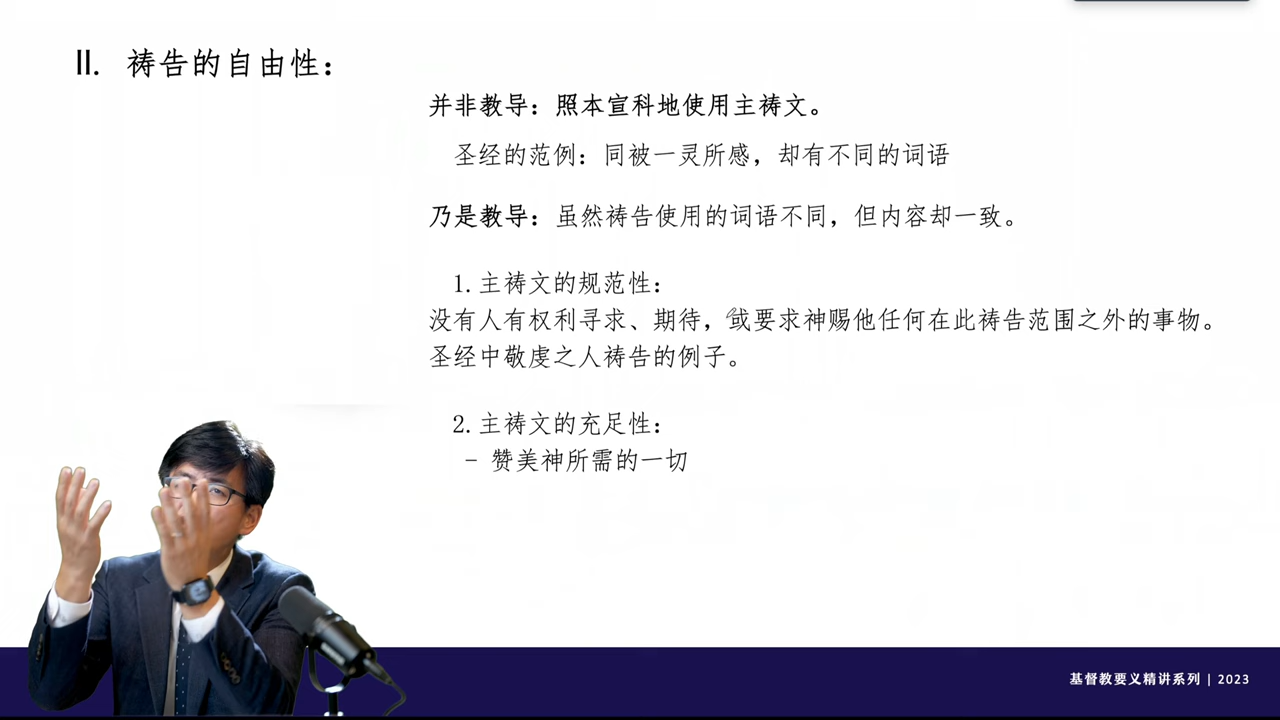 II. 祷告的自由性：
并非教导：照本宣科地使用主祷文。
圣经的范例：同被一灵所感，却有不同的词语
乃是教导：虽然祷告使用的词语不同，但内容却一致。
1.主祷文的规范性：
没有人有权利寻求、期待，或要求神赐他任何在此祷告范围之外的事物。
圣经中敬虔之人祷告的例子。
2.主祷文的充足性：
- 赞美神所需的一切
基督教要义精讲系列 | 2023